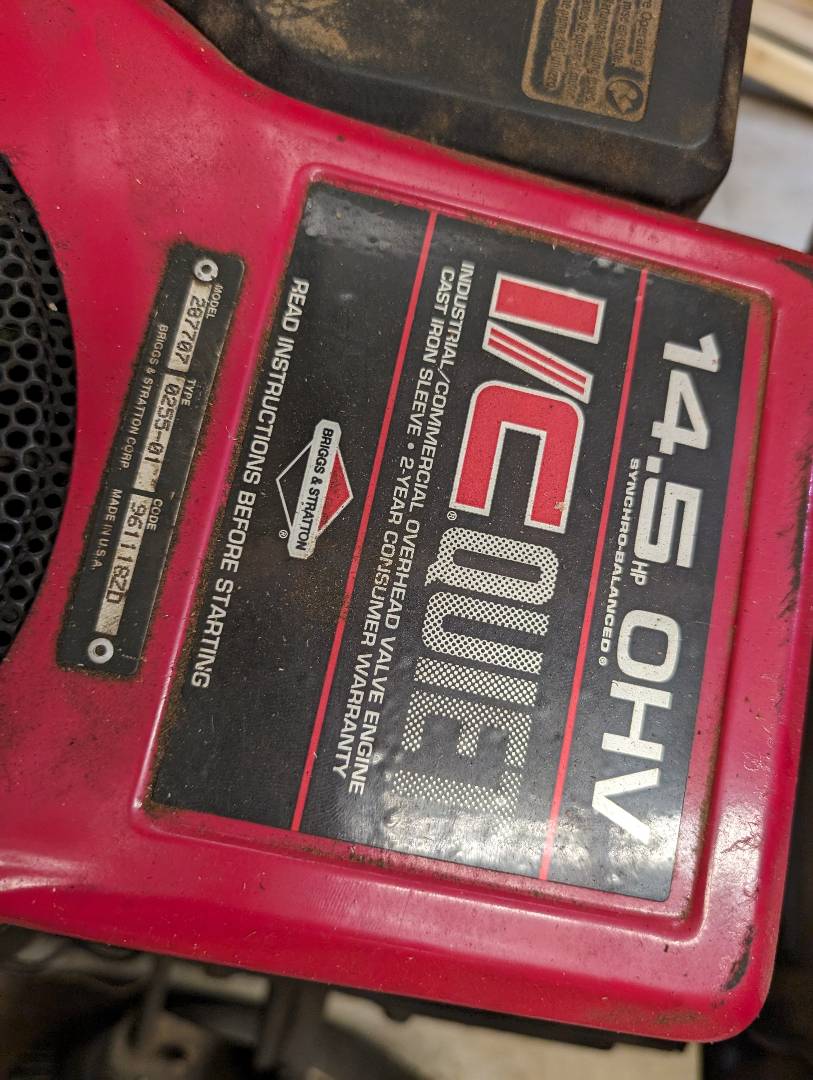 14.5 HP OHV
SYNCHRO-BALANCED ®
I/C® QUIET
INDUSTRIAL/COMMERCIAL OVERHEAD VALVE ENGINE
CAST IRON SLEEVE • 2-YEAR CONSUMER WARRANTY
BRIGGS & STRATTON ®
READ INSTRUCTIONS BEFORE STARTING
MODEL TYPE CODE
287707 0255-01 9611182D
BRIGGS & STRATTON CORP. MADE IN U.S.A.